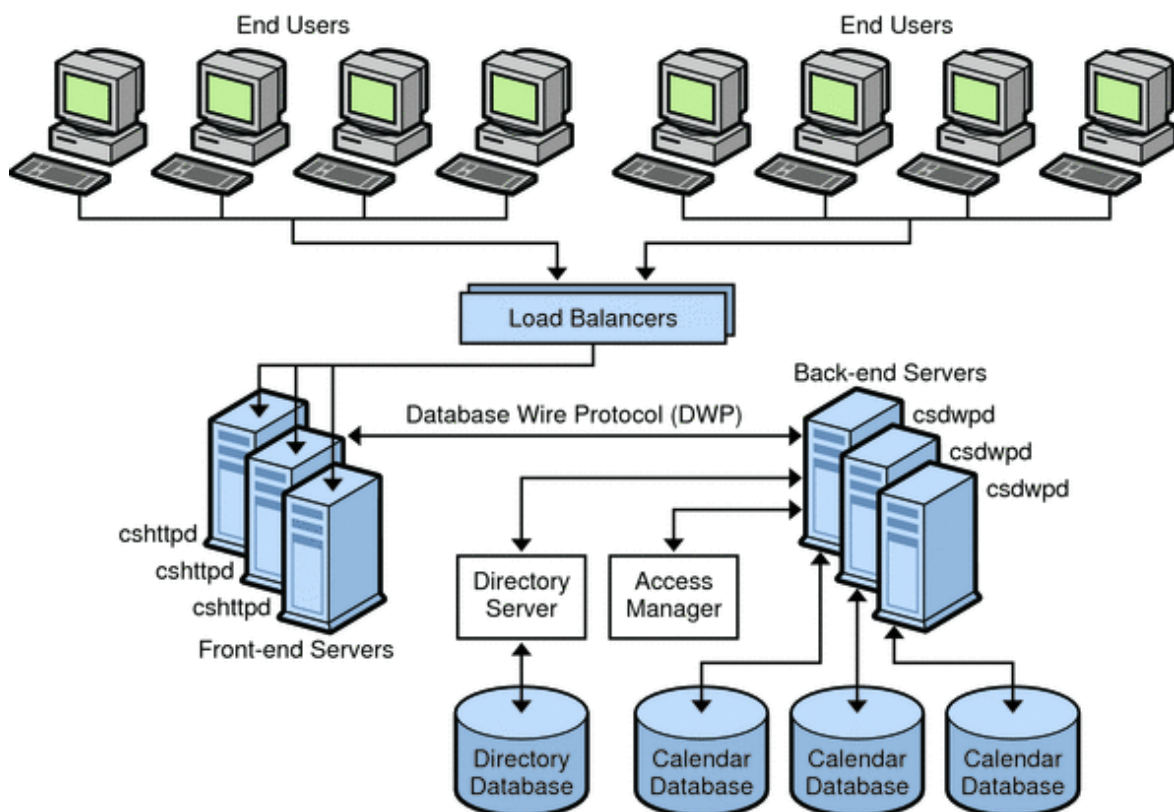 End Users
End Users
Load Balancers
Back-end Servers
Database Wire Protocol (DWP)
csdwpd
csdwpd
csdwpd
cshttpd
cshttpd
cshttpd
Front-end Servers
Directory
Server
Access
Manager
Directory
Database
Calendar
Database
Calendar
Database
Calendar
Database